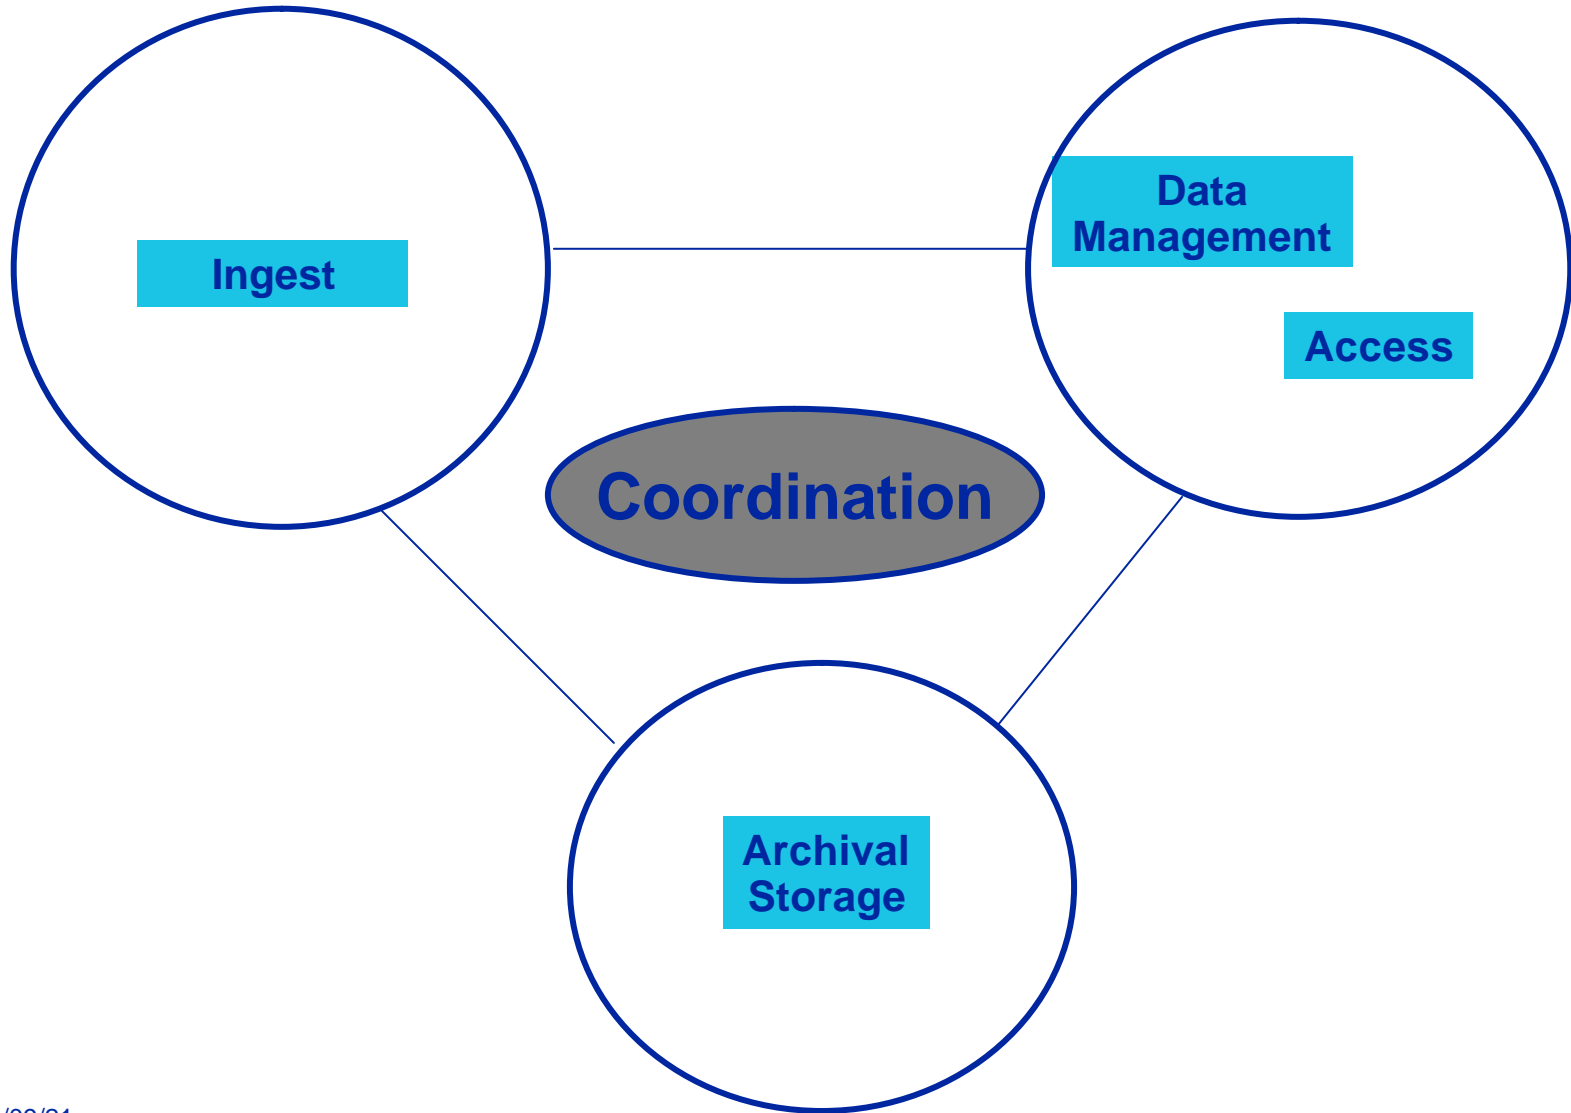 Ingest
Data
Management
Access
Coordination
Archival
Storage